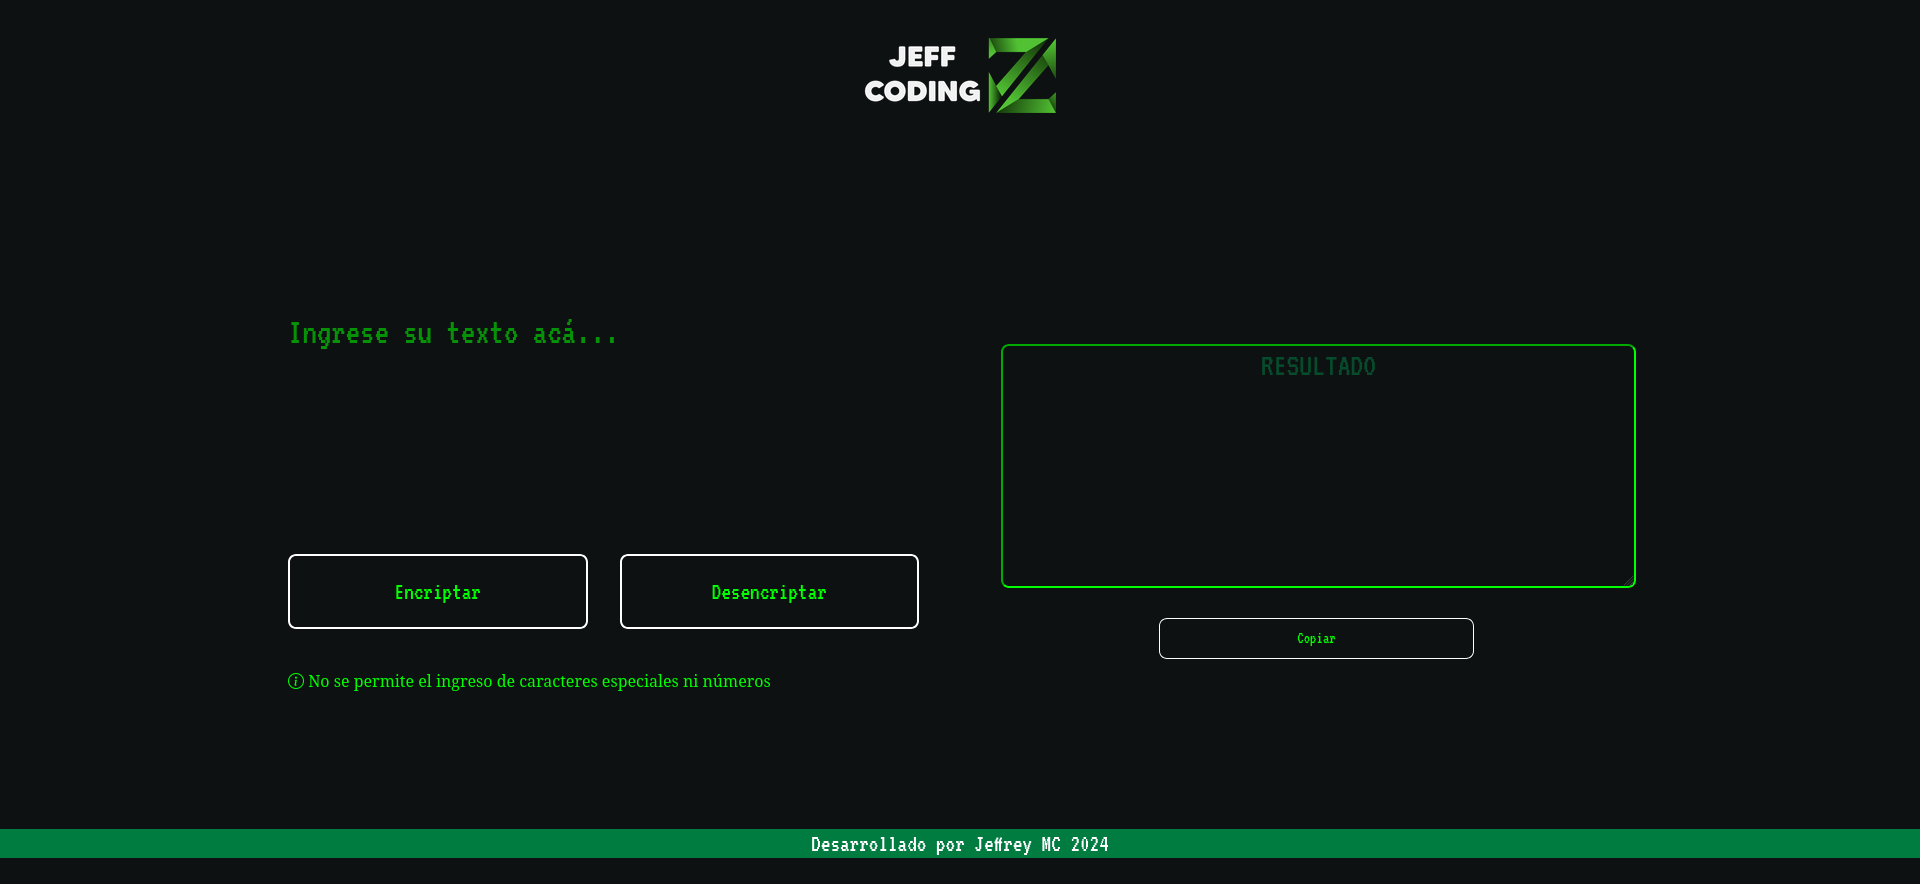 JEFF
CODING
Ingrese su texto acá...
RESULTADO
Encriptar
Desencriptar
Copiar
No se permite el ingreso de caracteres especiales ni números
Desarrollado por Jeffrey MC 2024